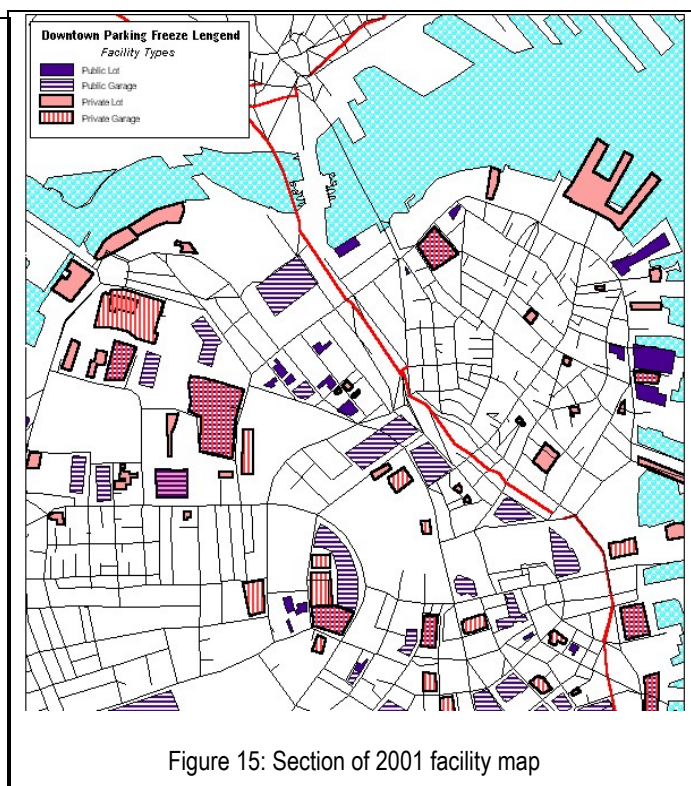 Downtown Parking Freeze Lengend
Facility Types
Public Lot
Public Garage
Private Lot
Private Garage
Figure 15: Section of 2001 facility map